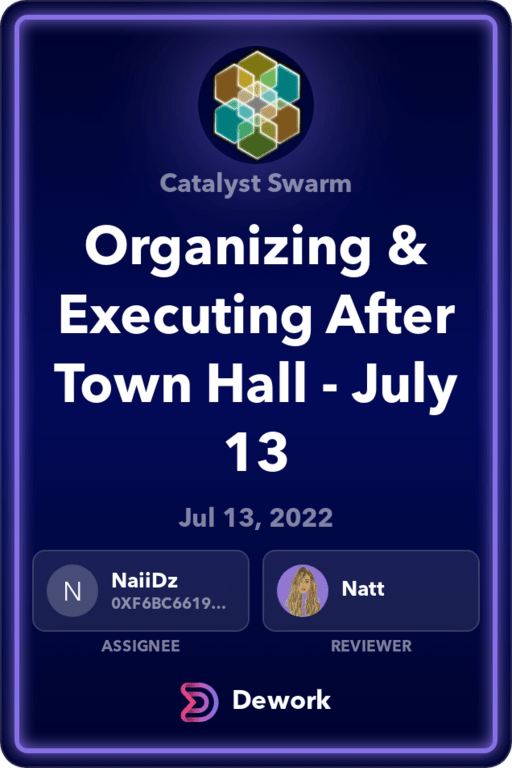 Catalyst Swarm
Organizing &
Executing After
Town Hall - July
13
Jul 13, 2022
N
NaiiDz
0XF6BC6619...
Natt
ASSIGNEE
REVIEWER
Dework